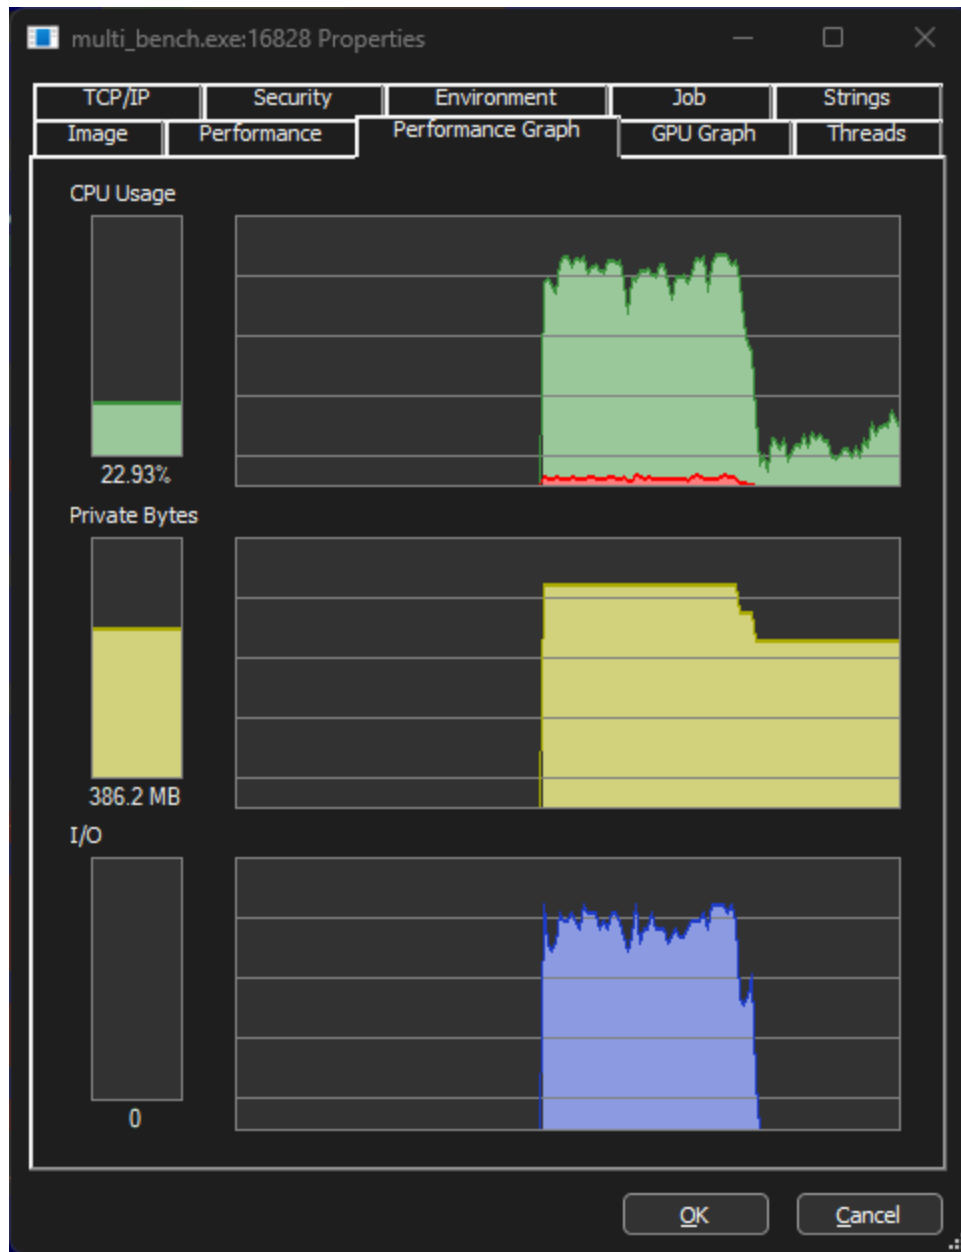 multi_bench.exe:16828 Properties
TCP/IP Security Environment Job Strings
Image Performance Performance Graph GPU Graph Threads
CPU Usage
22.93%
Private Bytes
386.2 MB
I/O
0
OK Cancel